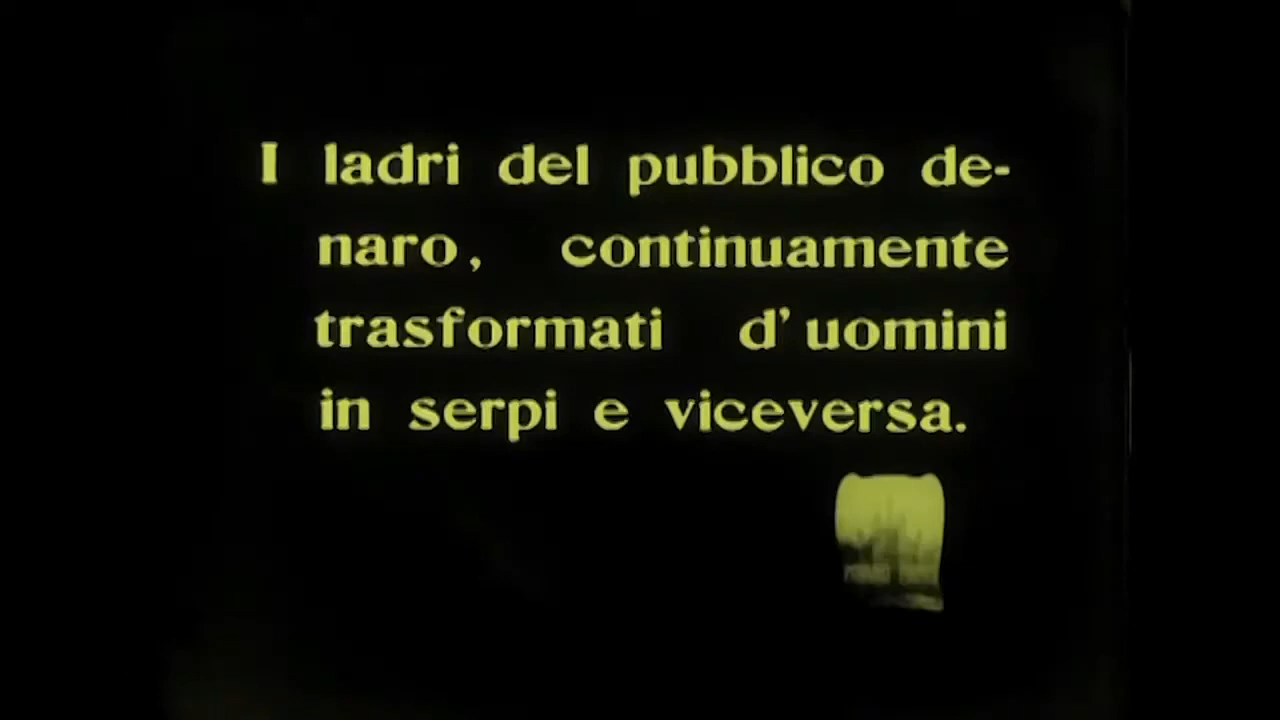 I ladri del pubblico de-
naro, continuamente
trasformati d'uomini
in serpi e viceversa.